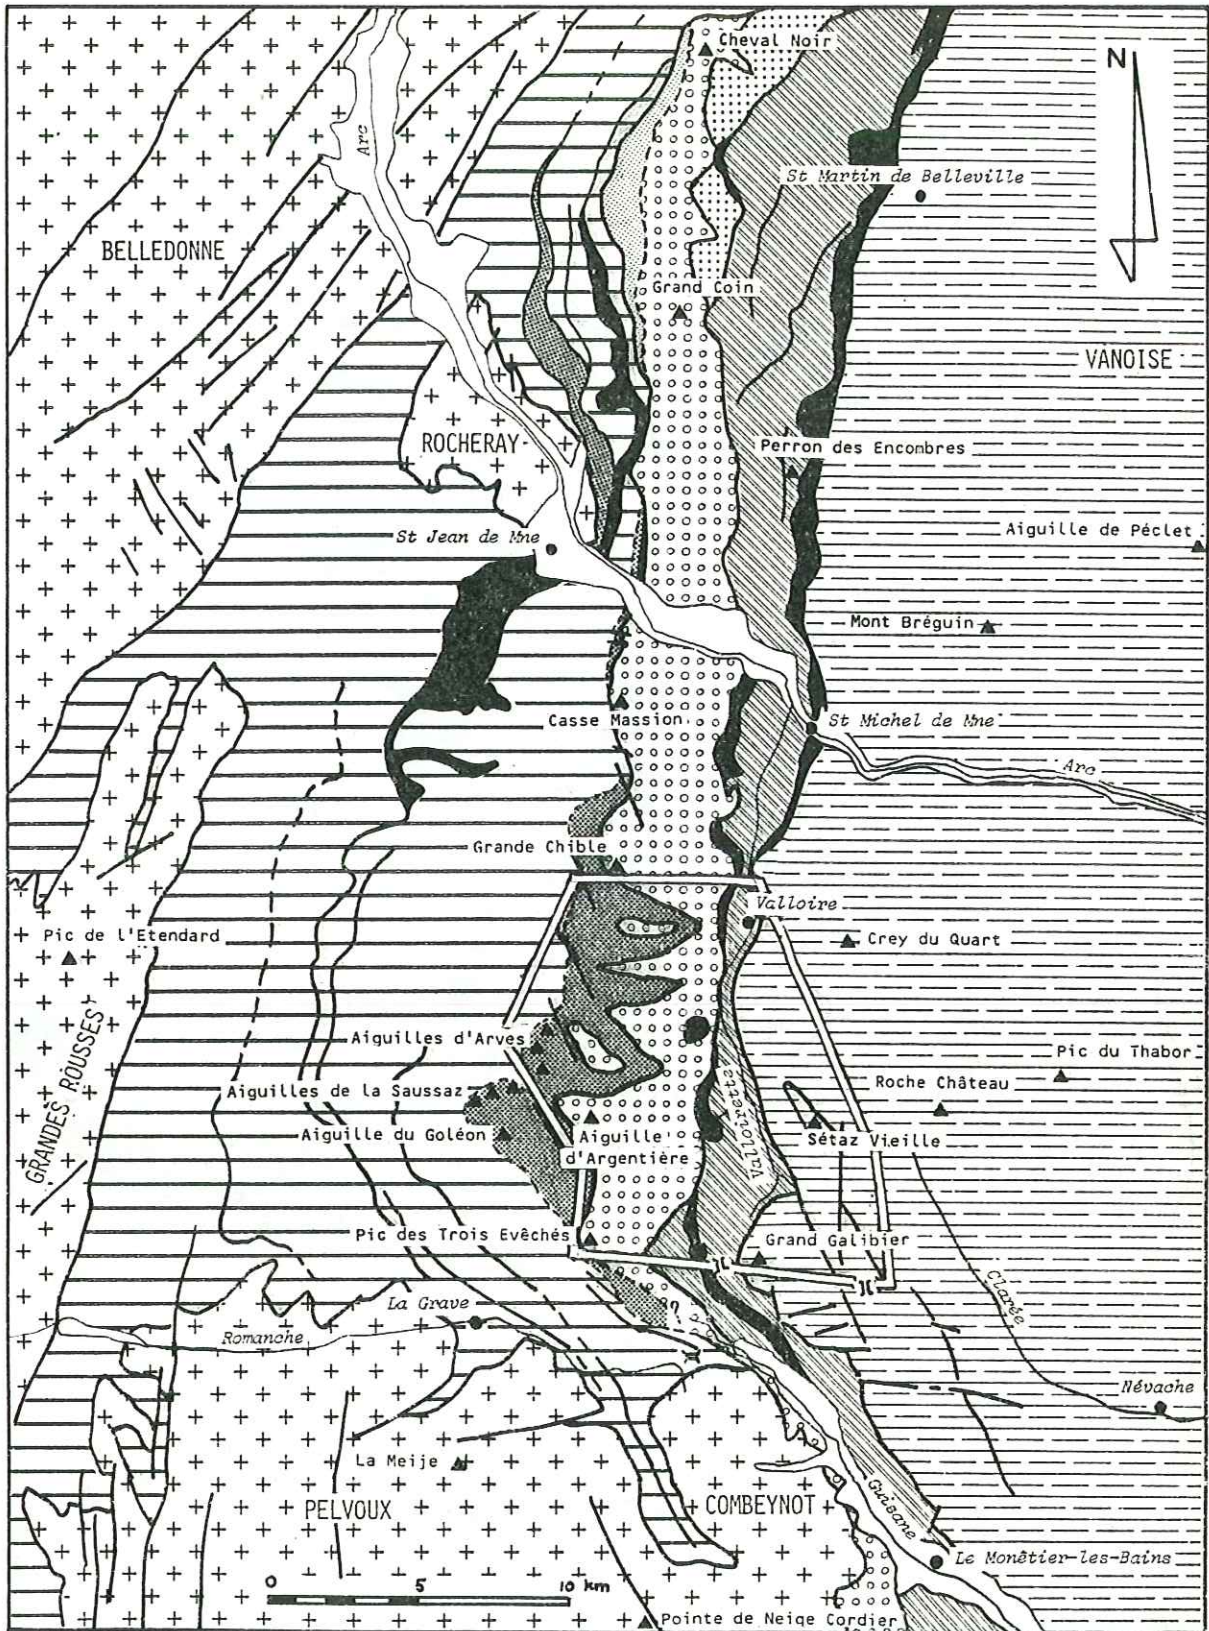 Cheval Noir
N
Arc
St Martin de Belleville
BELLEDONNE
Grand Coin
VANOISE
ROCHERAY
Perron des Encombres
Aiguille de Péclet
St Jean de Mne
Mont Bréguin
Casse Massion
St Michel de Mne
Arc
Grande Chible
Valloire
Pic de l'Etendard
Crey du Quart
Aiguilles d'Arves
Pic du Thabor
GRANDES ROUSSES
Roche Château
Aiguilles de la Saussaz
Valloirette
Aiguille du Goléon
Aiguille
d'Argentière
Sétaz Vieille
Pic des Trois Evêchés
Grand Galibier
Clarée
La Grave
?
Romanche
Névache
La Meije
PELVOUX
COMBEYNOT
Guisane
Le Monêtier-les-Bains
0 5 10 km
Pointe de Neige Cordier